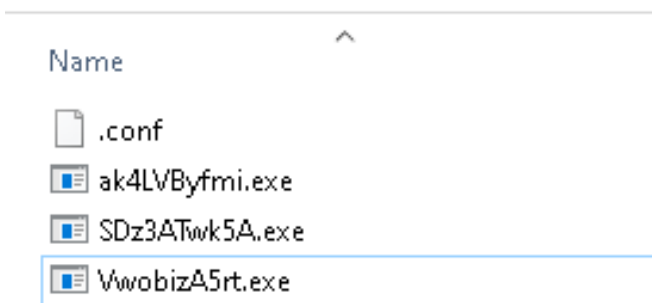 Name
.conf
ak4LVByfmi.exe
SDz3ATwk5A.exe
VwobizA5rt.exe